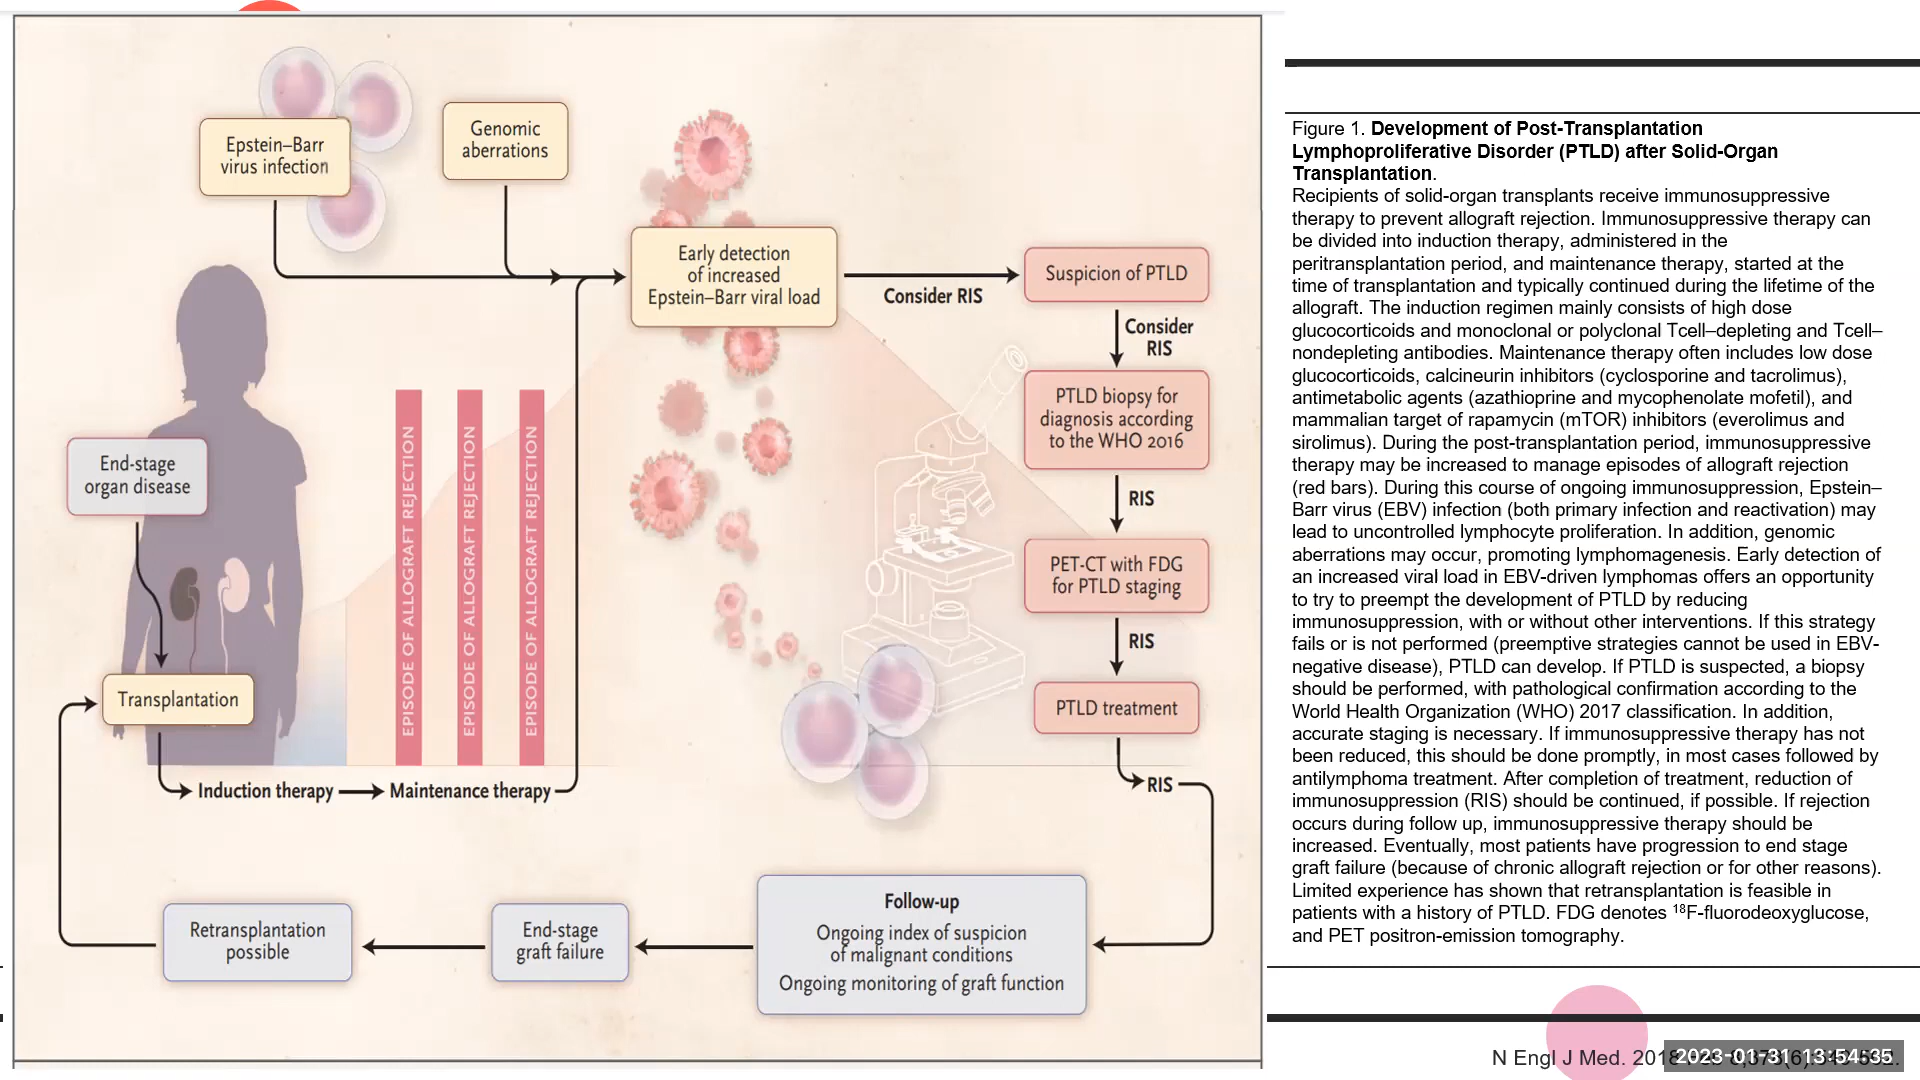 Epstein–Barr
virus infection
Genomic
aberrations
Early detection
of increased
Epstein–Barr viral load
Consider RIS
Suspicion of PTLD
Consider
RIS
PTLD biopsy for
diagnosis according
to the WHO 2016
RIS
PET-CT with FDG
for PTLD staging
RIS
PTLD treatment
RIS
End-stage
organ disease
EPISODE OF ALLOGRAFT REJECTION
EPISODE OF ALLOGRAFT REJECTION
EPISODE OF ALLOGRAFT REJECTION
Transplantation
Induction therapy
Maintenance therapy
Follow-up
Ongoing index of suspicion
of malignant conditions
Ongoing monitoring of graft function
End-stage
graft failure
Retransplantation
possible
Figure 1. Development of Post-Transplantation
Lymphoproliferative Disorder (PTLD) after Solid-Organ
Transplantation.
Recipients of solid-organ transplants receive immunosuppressive
therapy to prevent allograft rejection. Immunosuppressive therapy can
be divided into induction therapy, administered in the
peritransplantation period, and maintenance therapy, started at the
time of transplantation and typically continued during the lifetime of the
allograft. The induction regimen mainly consists of high dose
glucocorticoids and monoclonal or polyclonal Tcell–depleting and Tcell–
nondepleting antibodies. Maintenance therapy often includes low dose
glucocorticoids, calcineurin inhibitors (cyclosporine and tacrolimus),
antimetabolic agents (azathioprine and mycophenolate mofetil), and
mammalian target of rapamycin (mTOR) inhibitors (everolimus and
sirolimus). During the post-transplantation period, immunosuppressive
therapy may be increased to manage episodes of allograft rejection
(red bars). During this course of ongoing immunosuppression, Epstein–
Barr virus (EBV) infection (both primary infection and reactivation) may
lead to uncontrolled lymphocyte proliferation. In addition, genomic
aberrations may occur, promoting lymphomagenesis. Early detection of
an increased viral load in EBV-driven lymphomas offers an opportunity
to try to preempt the development of PTLD by reducing
immunosuppression, with or without other interventions. If this strategy
fails or is not performed (preemptive strategies cannot be used in EBV-
negative disease), PTLD can develop. If PTLD is suspected, a biopsy
should be performed, with pathological confirmation according to the
World Health Organization (WHO) 2017 classification. In addition,
accurate staging is necessary. If immunosuppressive therapy has not
been reduced, this should be done promptly, in most cases followed by
antilymphoma treatment. After completion of treatment, reduction of
immunosuppression (RIS) should be continued, if possible. If rejection
occurs during follow up, immunosuppressive therapy should be
increased. Eventually, most patients have progression to end stage
graft failure (because of chronic allograft rejection or for other reasons).
Limited experience has shown that retransplantation is feasible in
patients with a history of PTLD. FDG denotes ¹⁸F-fluorodeoxyglucose,
and PET positron-emission tomography.
N Engl J Med.
2023-01-31 13:54:35